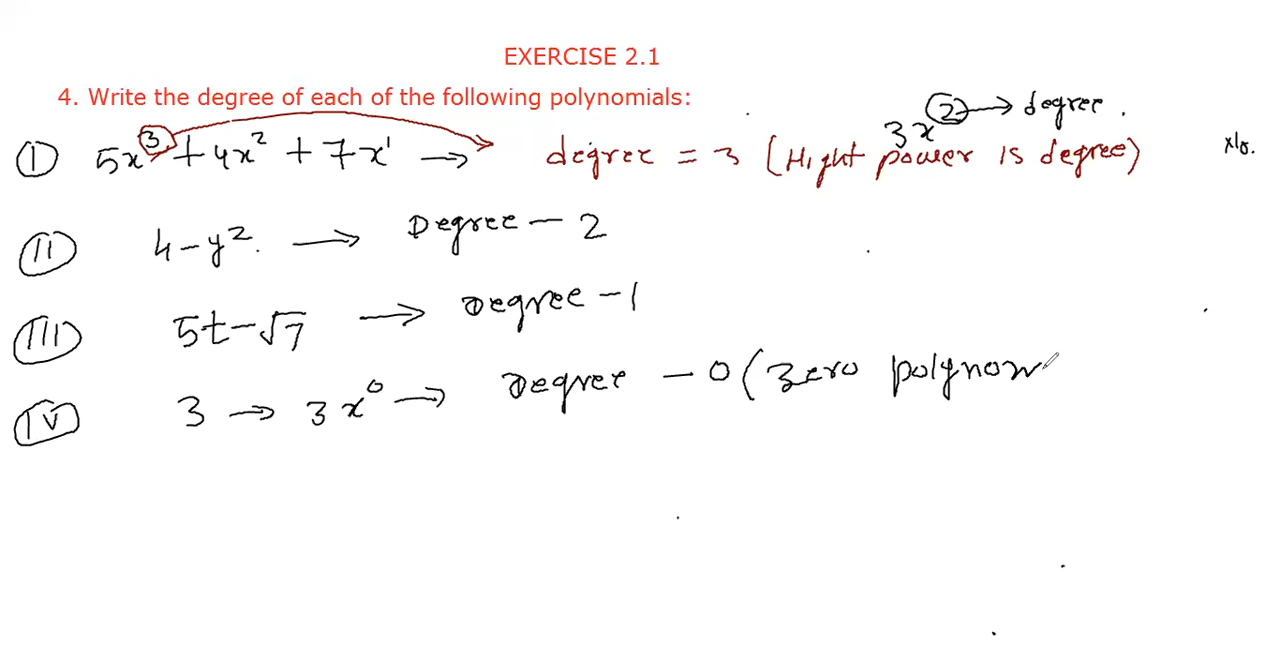 EXERCISE 2.1
4. Write the degree of each of the following polynomials:
3x² → degree.
I 5x³ + 4x² + 7x¹ → degree = 3 (Hight power is degree)
II 4 - y². → Degree - 2
III 5t - √7 → Degree - 1
IV 3 → 3x⁰ → Degree - 0 (zero polynom